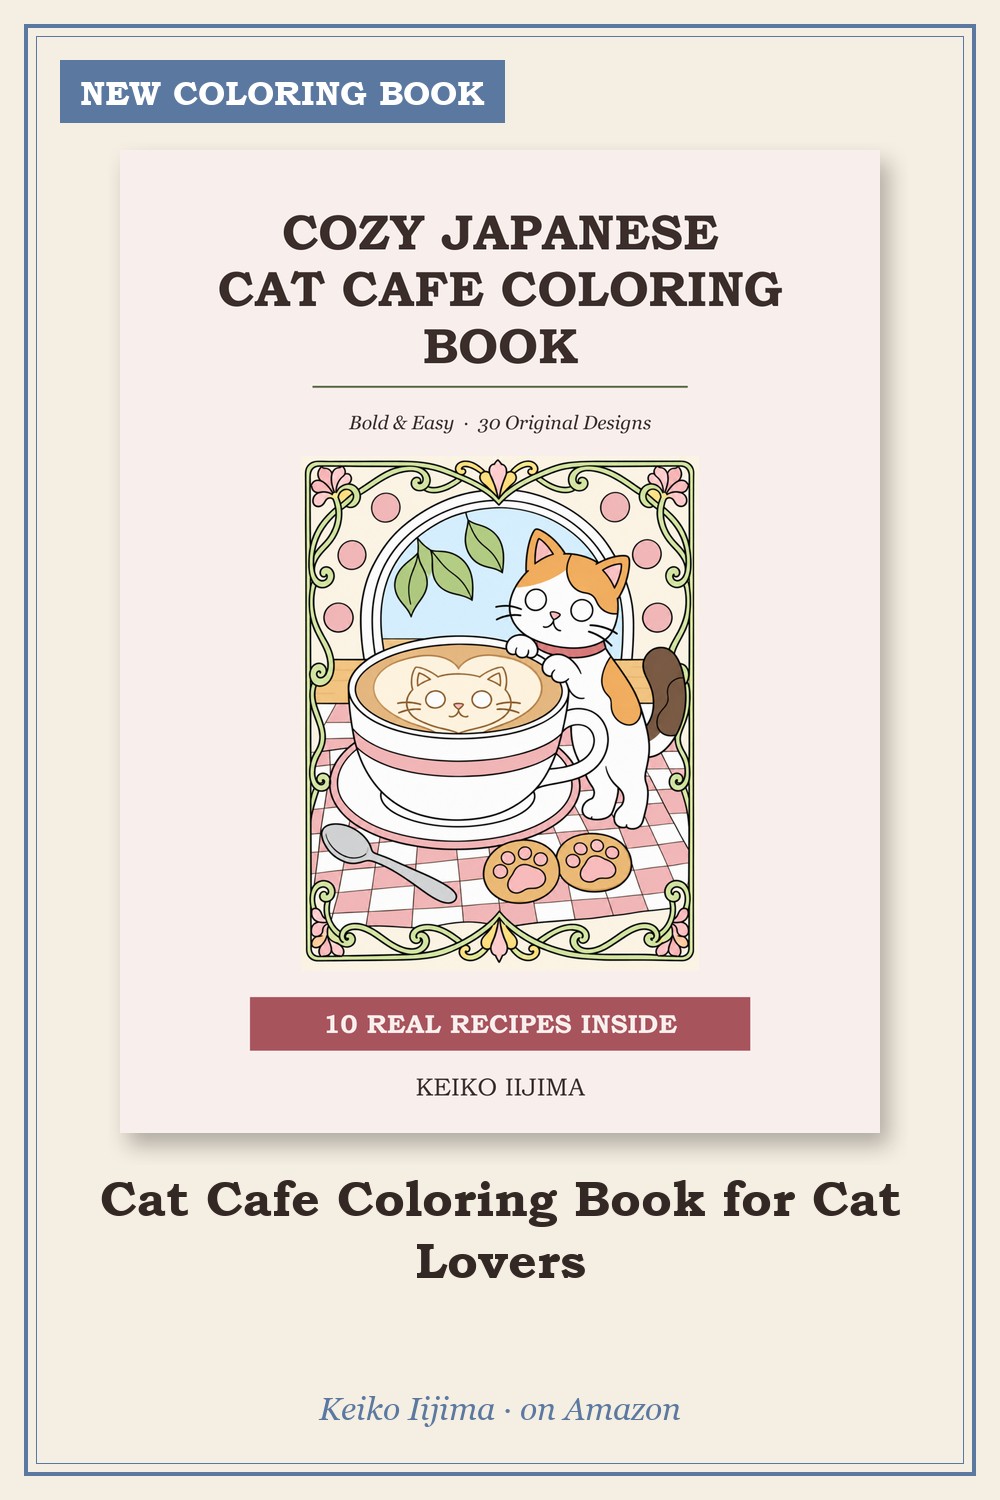 NEW COLORING BOOK
COZY JAPANESE
CAT CAFE COLORING
BOOK
Bold & Easy · 30 Original Designs
10 REAL RECIPES INSIDE
KEIKO IIJIMA
Cat Cafe Coloring Book for Cat
Lovers
Keiko Iijima · on Amazon